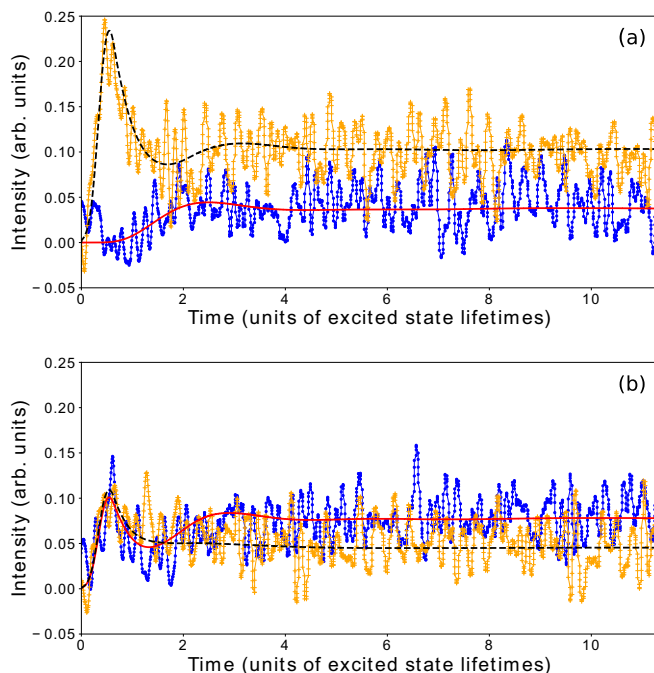 (a)
Intensity (arb. units)
0.25
0.20
0.15
0.10
0.05
0.00
−0.05
0 2 4 6 8 10
Time (units of excited state lifetimes)
(b)
Intensity (arb. units)
0.25
0.20
0.15
0.10
0.05
0.00
−0.05
0 2 4 6 8 10
Time (units of excited state lifetimes)